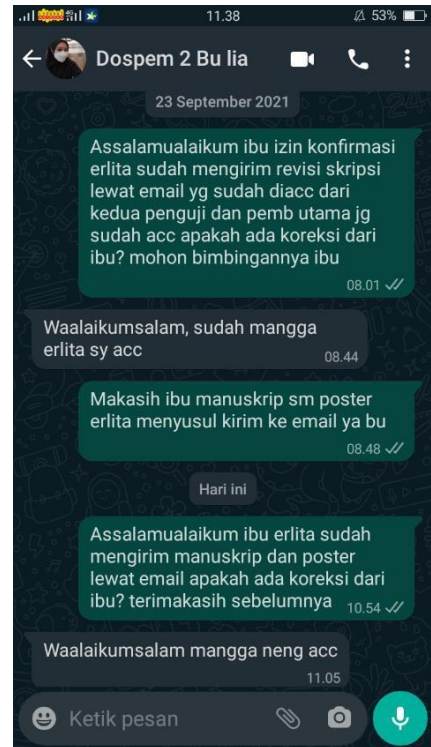 11.38
53%
Dospem 2 Bu lia
23 September 2021
Assalamualaikum ibu izin konfirmasi
erlita sudah mengirim revisi skripsi
lewat email yg sudah diacc dari
kedua penguji dan pemb utama jg
sudah acc apakah ada koreksi dari
ibu? mohon bimbingannya ibu
08.01
Waalaikumsalam, sudah mangga
erlita sy acc
08.44
Makasih ibu manuskrip sm poster
erlita menyusul kirim ke email ya bu
08.48
Hari ini
Assalamualaikum ibu erlita sudah
mengirim manuskrip dan poster
lewat email apakah ada koreksi dari
ibu? terimakasih sebelumnya
10.54
Waalaikumsalam mangga neng acc
11.05
Ketik pesan